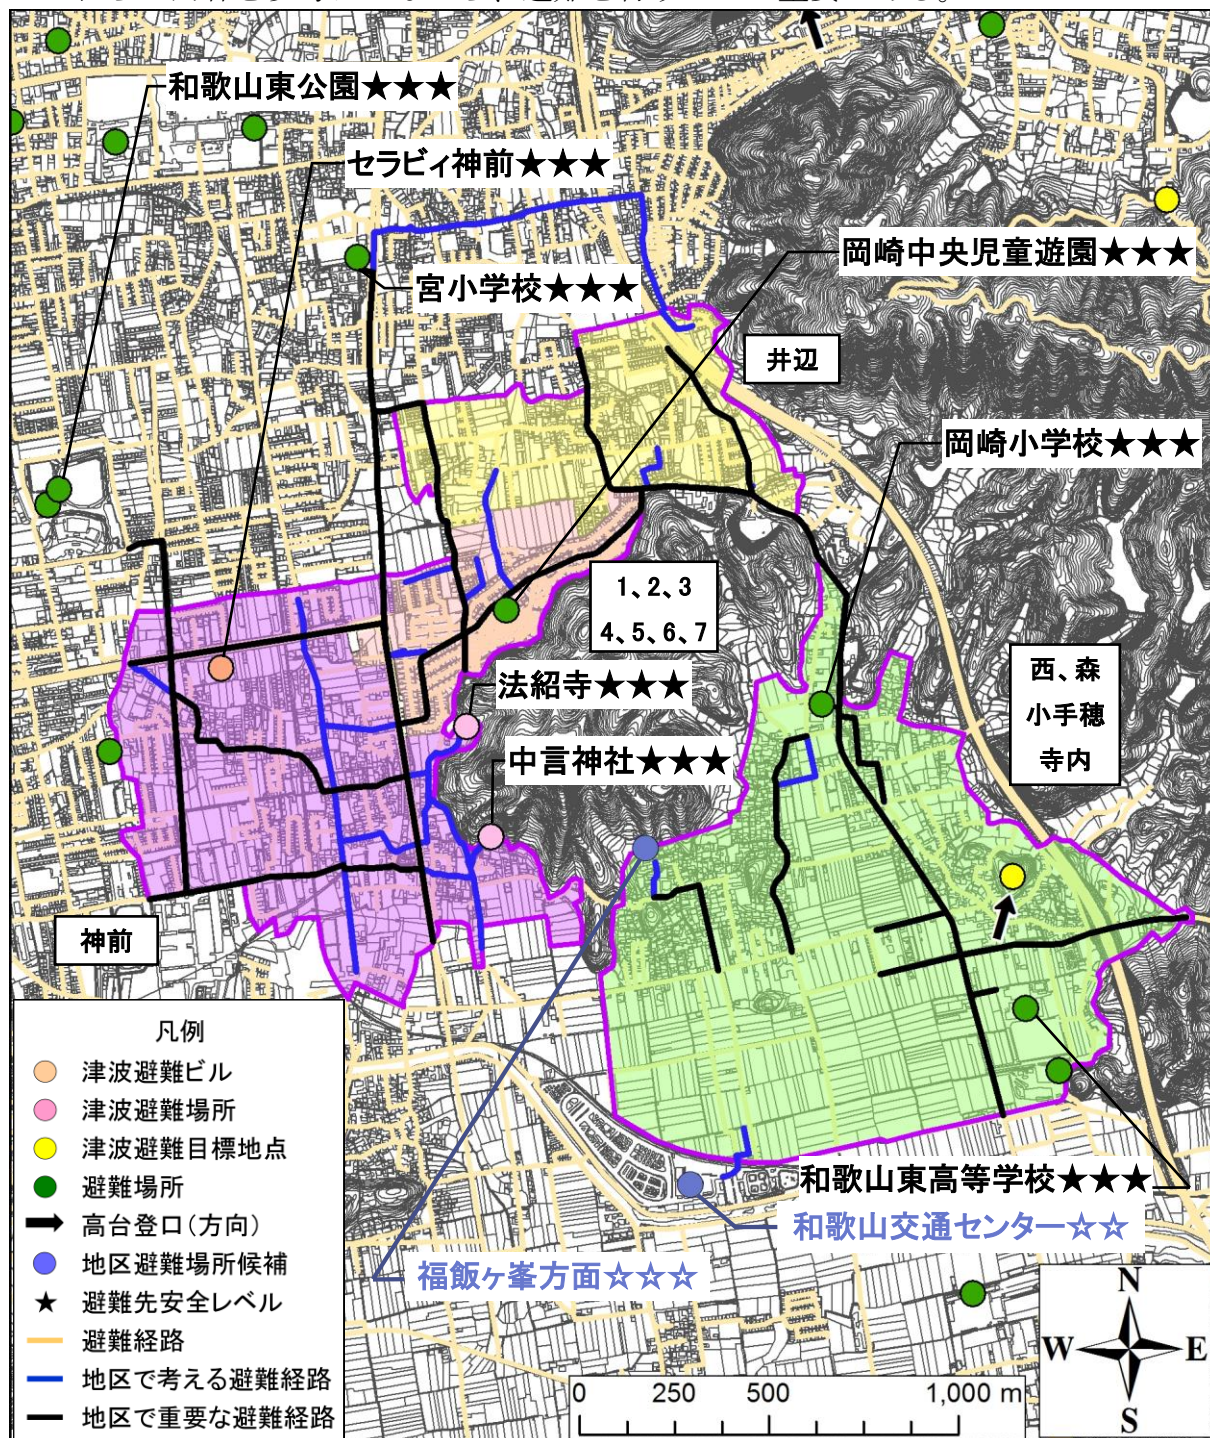 和歌山東公園★★★
セラビィ神前★★★
岡崎中央児童遊園★★★
宮小学校★★★
井辺
岡崎小学校★★★
1、2、3
4、5、6、7
西、森
小手穂
寺内
法紹寺★★★
中言神社★★★
神前
凡例
津波避難ビル
津波避難場所
津波避難目標地点
避難場所
高台登口(方向)
地区避難場所候補
★ 避難先安全レベル
避難経路
地区で考える避難経路
地区で重要な避難経路
和歌山東高等学校★★★
和歌山交通センター☆☆
福飯ヶ峯方面☆☆☆
N
W E
S
0 250 500 1,000 m